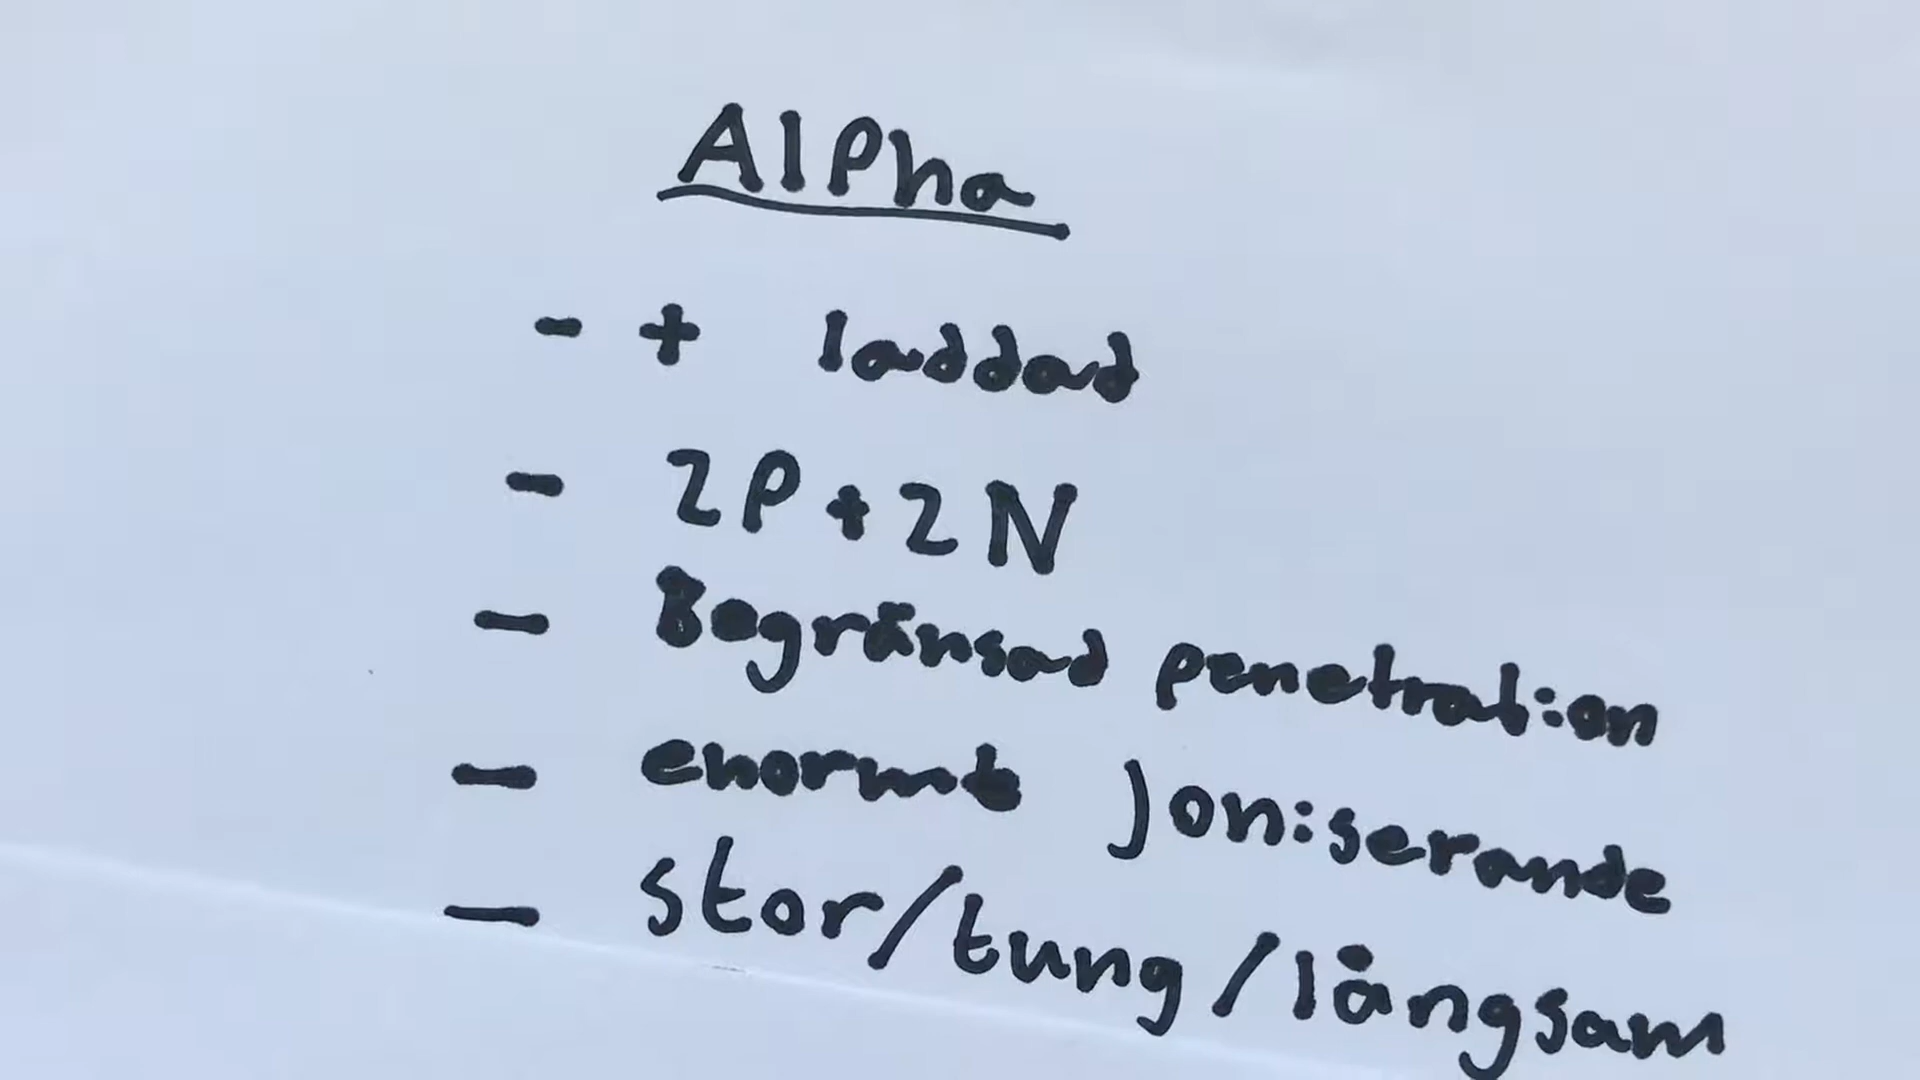 Alpha
- + laddad
- 2P+2N
- Begränsad penetration
- enormt joniserande
- stor/tung/långsam